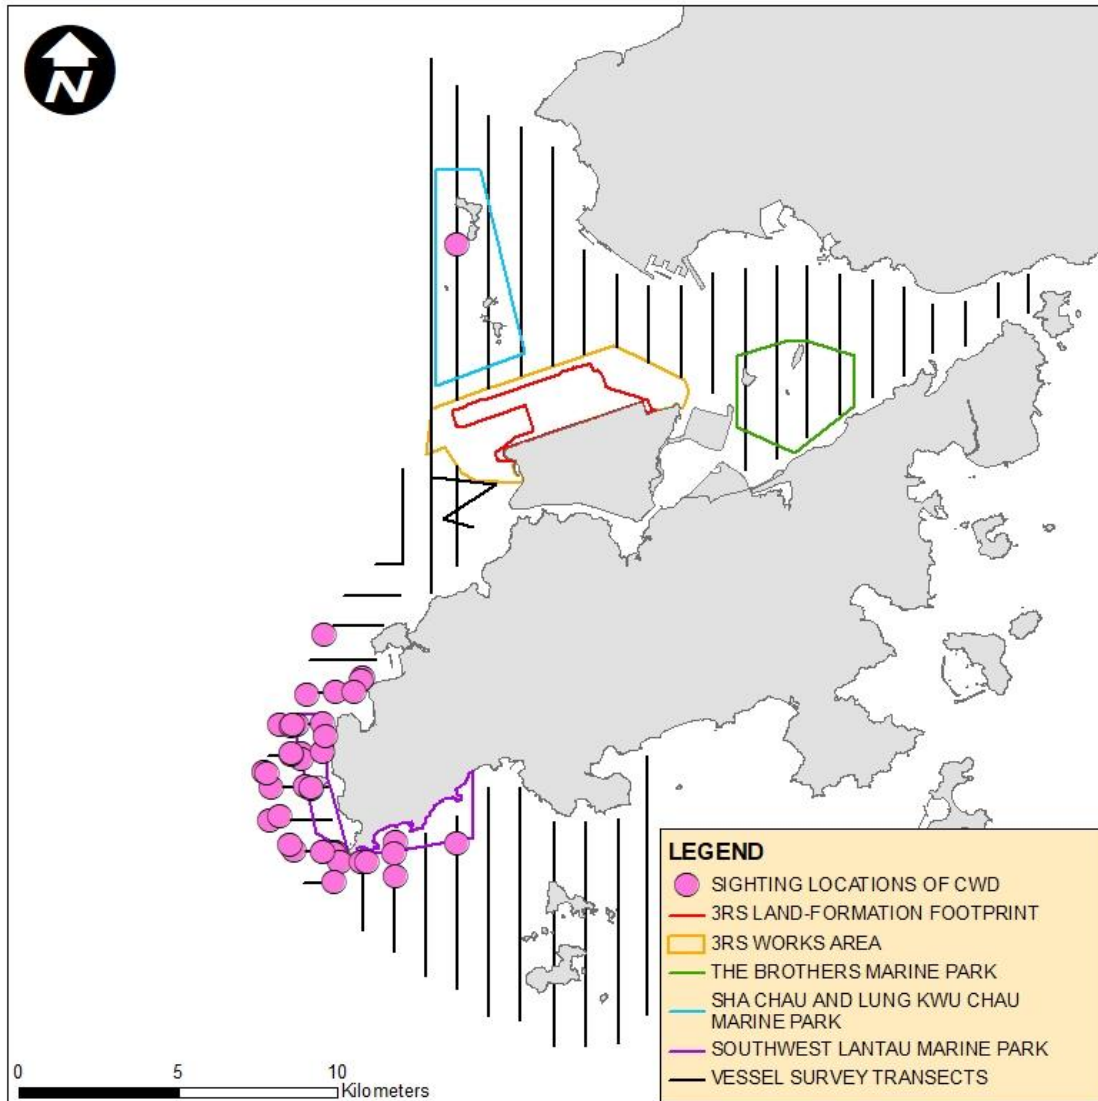 N
LEGEND
SIGHTING LOCATIONS OF CWD
3RS LAND-FORMATION FOOTPRINT
3RS WORKS AREA
THE BROTHERS MARINE PARK
SHA CHAU AND LUNG KWU CHAU
MARINE PARK
SOUTHWEST LANTAU MARINE PARK
VESSEL SURVEY TRANSECTS
0 5 10
Kilometers